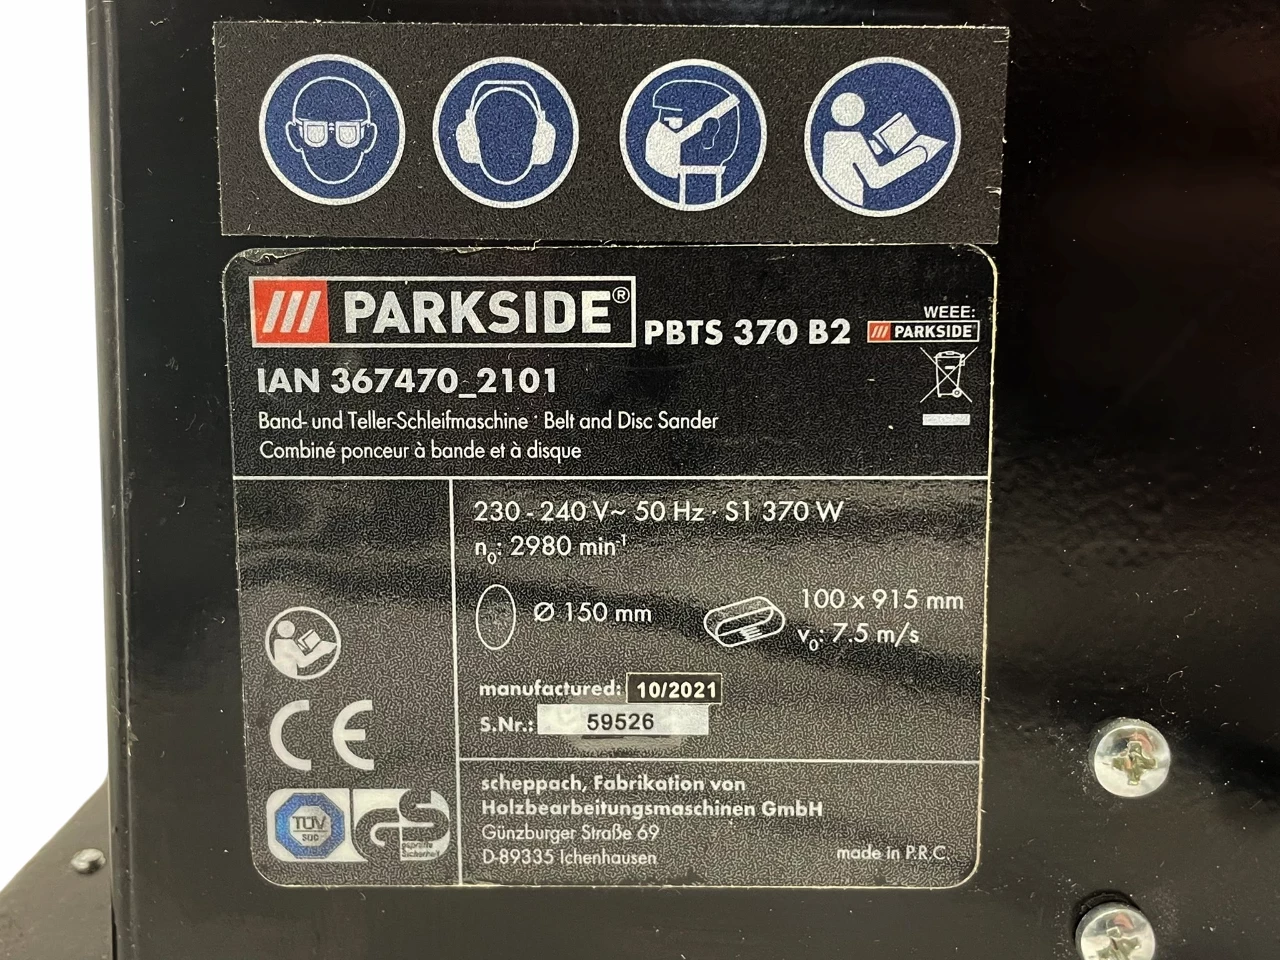 PARKSIDE® PBTS 370 B2
WEEE:
PARKSIDE®
IAN 367470_2101
Band- und Teller-Schleifmaschine · Belt and Disc Sander
Combiné ponceur à bande et à disque
230 - 240 V~ 50 Hz · S1 370 W
n₀: 2980 min⁻¹
Ø 150 mm
100 x 915 mm
v₀: 7.5 m/s
manufactured: 10/2021
S.Nr.: 59526
CE
TÜV
SÜD
GS
geprüfte
Sicherheit
scheppach, Fabrikation von
Holzbearbeitungsmaschinen GmbH
Günzburger Straße 69
D-89335 Ichenhausen
made in P.R.C.